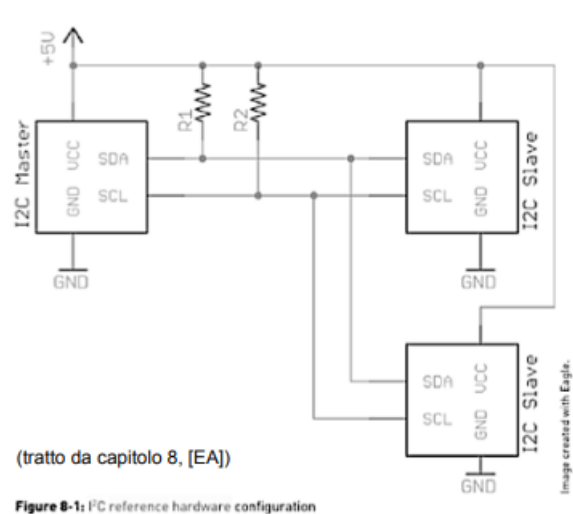 +5V
R1
R2
I2C Master
VCC
GND
SDA
SCL
GND
SDA
SCL
VCC
GND
I2C Slave
GND
SDA
SCL
VCC
GND
I2C Slave
GND
Image created with Eagle.
(tratto da capitolo 8, [EA])
Figure 8-1: I²C reference hardware configuration